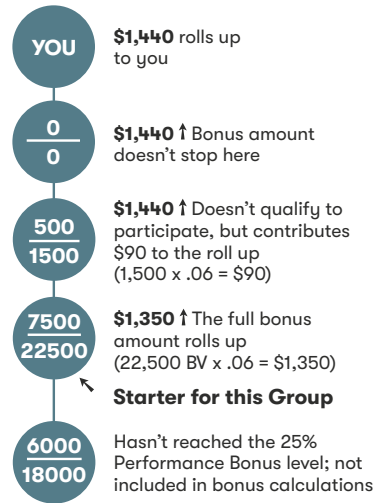 YOU
$1,440 rolls up
to you
0
0
$1,440 ↑ Bonus amount
doesn't stop here
500
1500
$1,440 ↑ Doesn't qualify to
participate, but contributes
$90 to the roll up
(1,500 x .06 = $90)
7500
22500
$1,350 ↑ The full bonus
amount rolls up
(22,500 BV x .06 = $1,350)
Starter for this Group
6000
18000
Hasn't reached the 25%
Performance Bonus level; not
included in bonus calculations